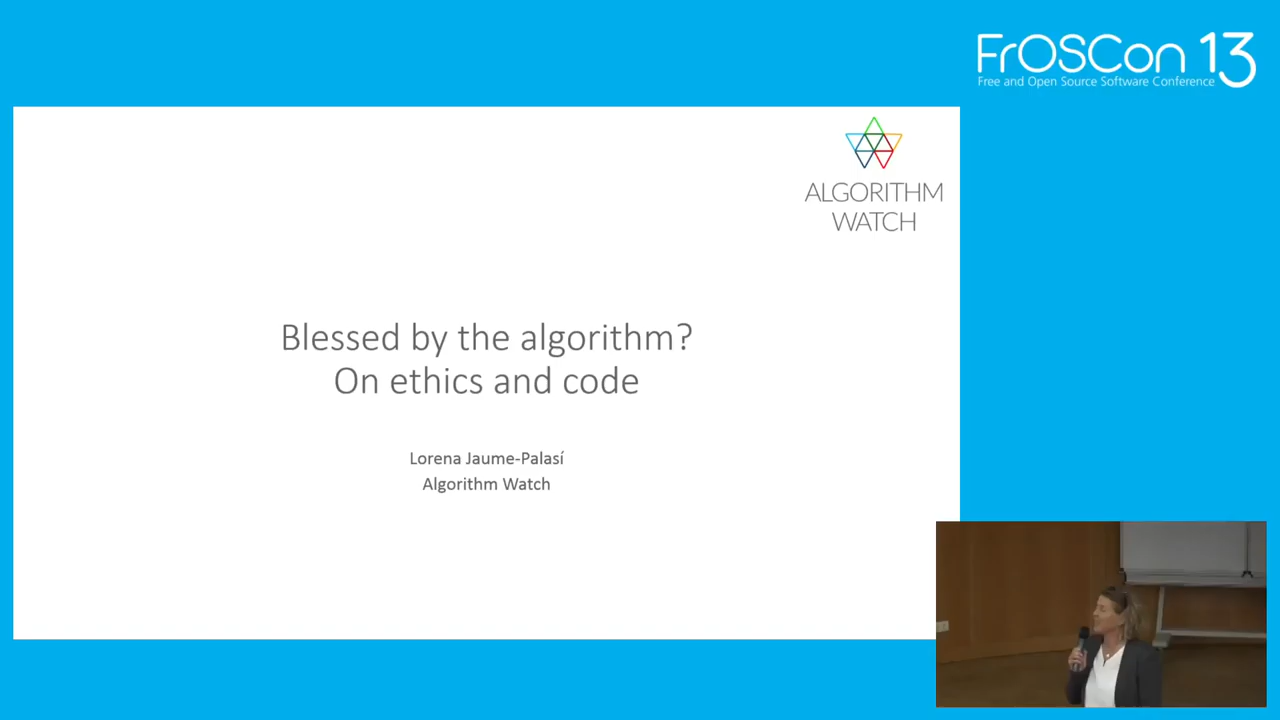 FrOSCon 13
Free and Open Source Software Conference
ALGORITHM
WATCH
Blessed by the algorithm?
On ethics and code
Lorena Jaume-Palasí
Algorithm Watch